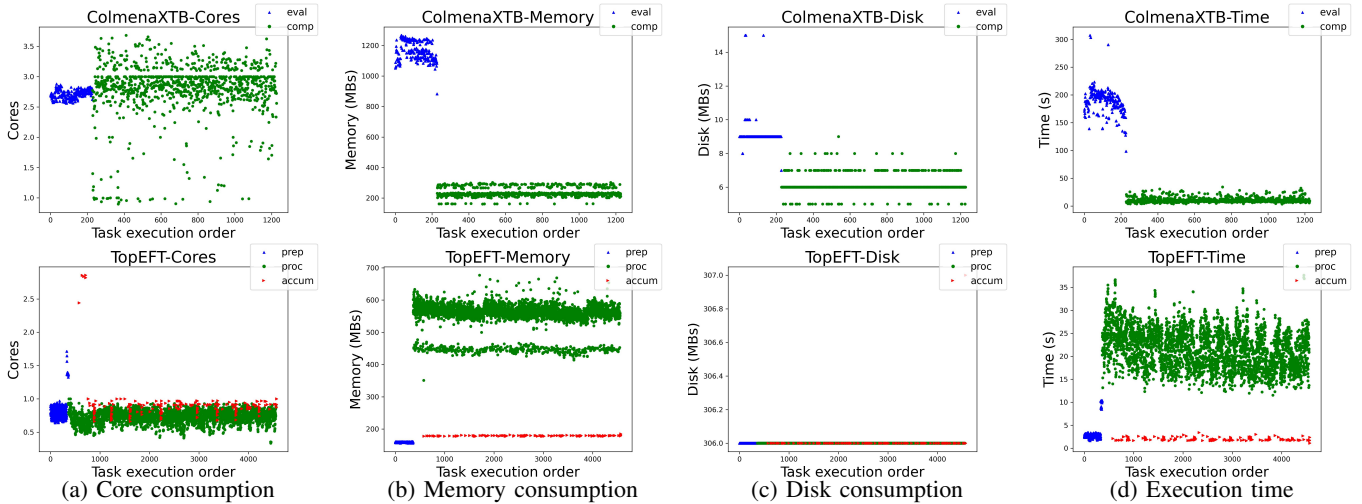 ColmenaXTB-Cores
eval
comp
3.5
3.0
2.5
2.0
1.5
1.0
Cores
0 200 400 600 800 1000 1200
Task execution order
ColmenaXTB-Memory
eval
comp
1200
1000
800
600
400
200
Memory (MBs)
0 200 400 600 800 1000 1200
Task execution order
ColmenaXTB-Disk
eval
comp
14
12
10
8
6
Disk (MBs)
0 200 400 600 800 1000 1200
Task execution order
ColmenaXTB-Time
eval
comp
300
250
200
150
100
50
0
Time (s)
0 200 400 600 800 1000 1200
Task execution order
TopEFT-Cores
prep
proc
accum
2.5
2.0
1.5
1.0
0.5
Cores
0 1000 2000 3000 4000
Task execution order
TopEFT-Memory
prep
proc
accum
700
600
500
400
300
200
Memory (MBs)
0 1000 2000 3000 4000
Task execution order
TopEFT-Disk
prep
proc
accum
307.0
306.8
306.6
306.4
306.2
306.0
Disk (MBs)
0 1000 2000 3000 4000
Task execution order
TopEFT-Time
prep
proc
accum
35
30
25
20
15
10
5
0
Time (s)
0 1000 2000 3000 4000
Task execution order
(a) Core consumption
(b) Memory consumption
(c) Disk consumption
(d) Execution time